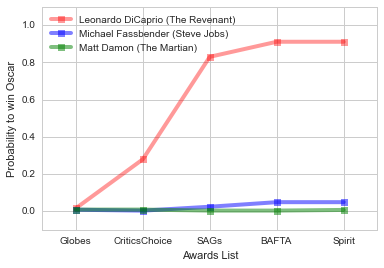 Leonardo DiCaprio (The Revenant)
Michael Fassbender (Steve Jobs)
Matt Damon (The Martian)
Probability to win Oscar
1.0
0.8
0.6
0.4
0.2
0.0
Globes CriticsChoice SAGs BAFTA Spirit
Awards List